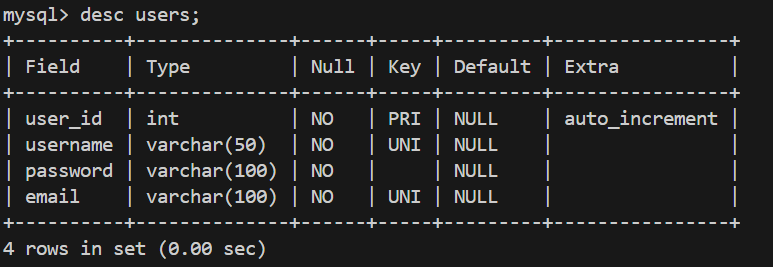 mysql> desc users;
+----------+--------------+------+-----+---------+----------------+
| Field    | Type         | Null | Key | Default | Extra          |
+----------+--------------+------+-----+---------+----------------+
| user_id  | int          | NO   | PRI | NULL    | auto_increment |
| username | varchar(50)  | NO   | UNI | NULL    |                |
| password | varchar(100) | NO   |     | NULL    |                |
| email    | varchar(100) | NO   | UNI | NULL    |                |
+----------+--------------+------+-----+---------+----------------+
4 rows in set (0.00 sec)